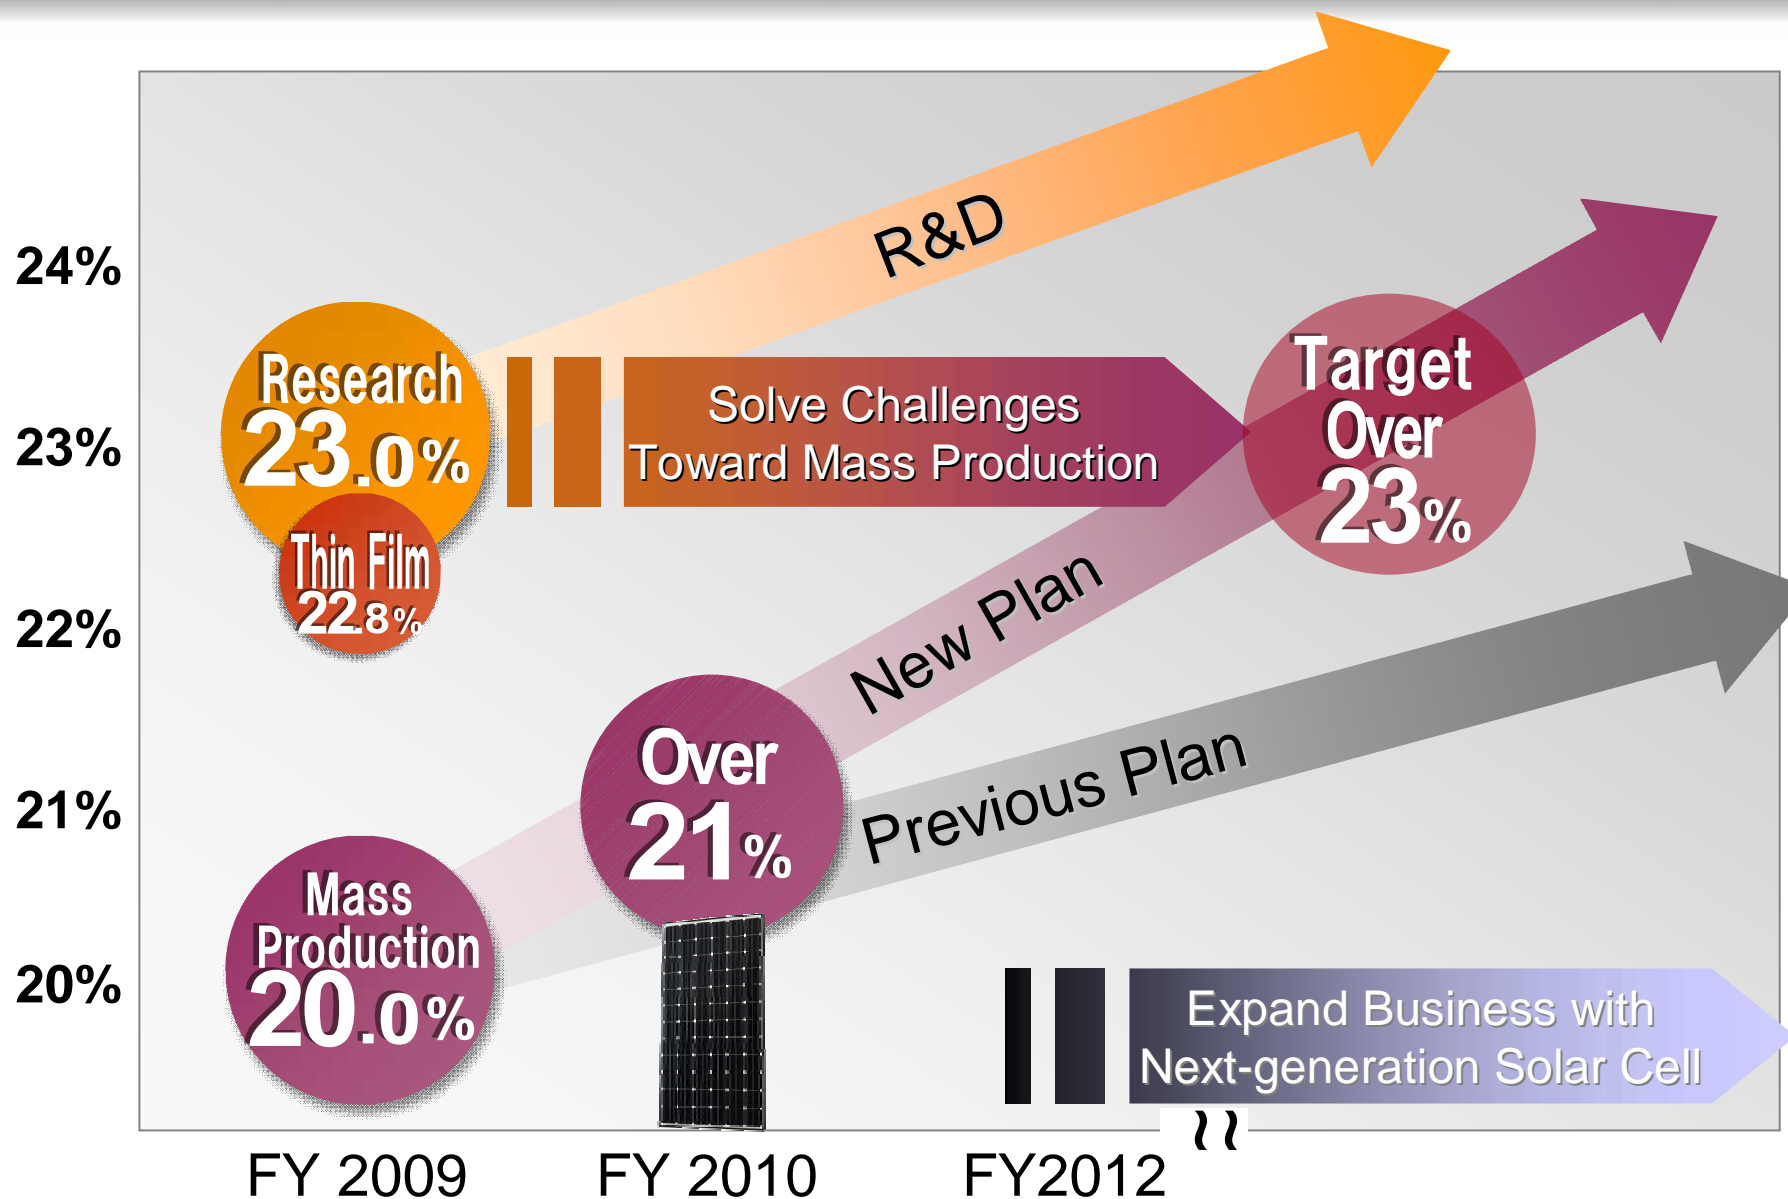 R&D
24%
23%
22%
21%
20%
Research
23.0%
Thin Film
22.8%
Solve Challenges
Toward Mass Production
Target
Over
23%
New Plan
Previous Plan
Over
21%
Mass
Production
20.0%
Expand Business with
Next-generation Solar Cell
FY 2009
FY 2010
FY2012